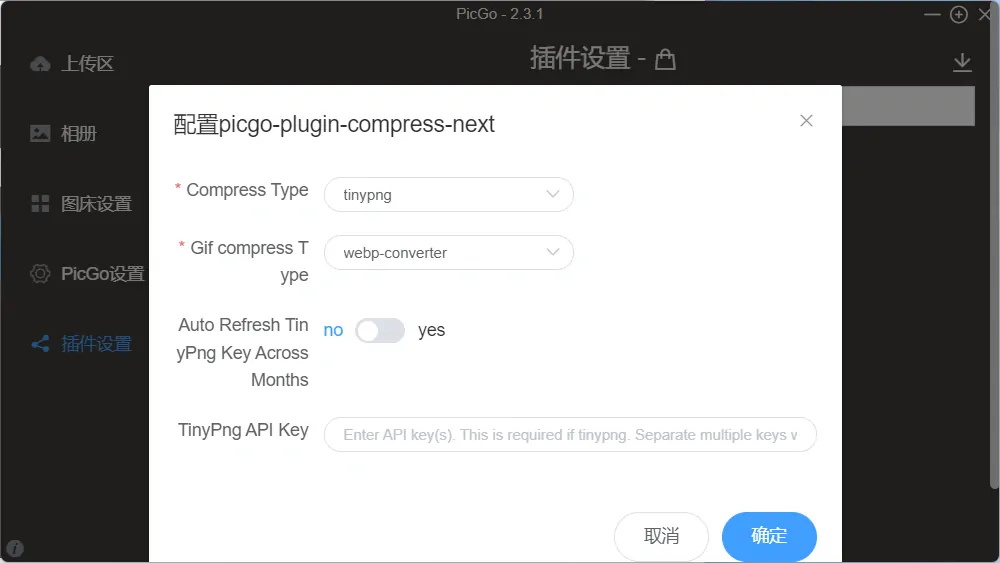 PicGo - 2.3.1
上传区
相册
图床设置
PicGo设置
插件设置
插件设置 -
配置picgo-plugin-compress-next
* Compress Type
tinypng
* Gif compress T
ype
webp-converter
Auto Refresh Tin
yPng Key Across
Months
no
yes
TinyPng API Key
Enter API key(s). This is required if tinypng. Separate multiple keys
取消
确定